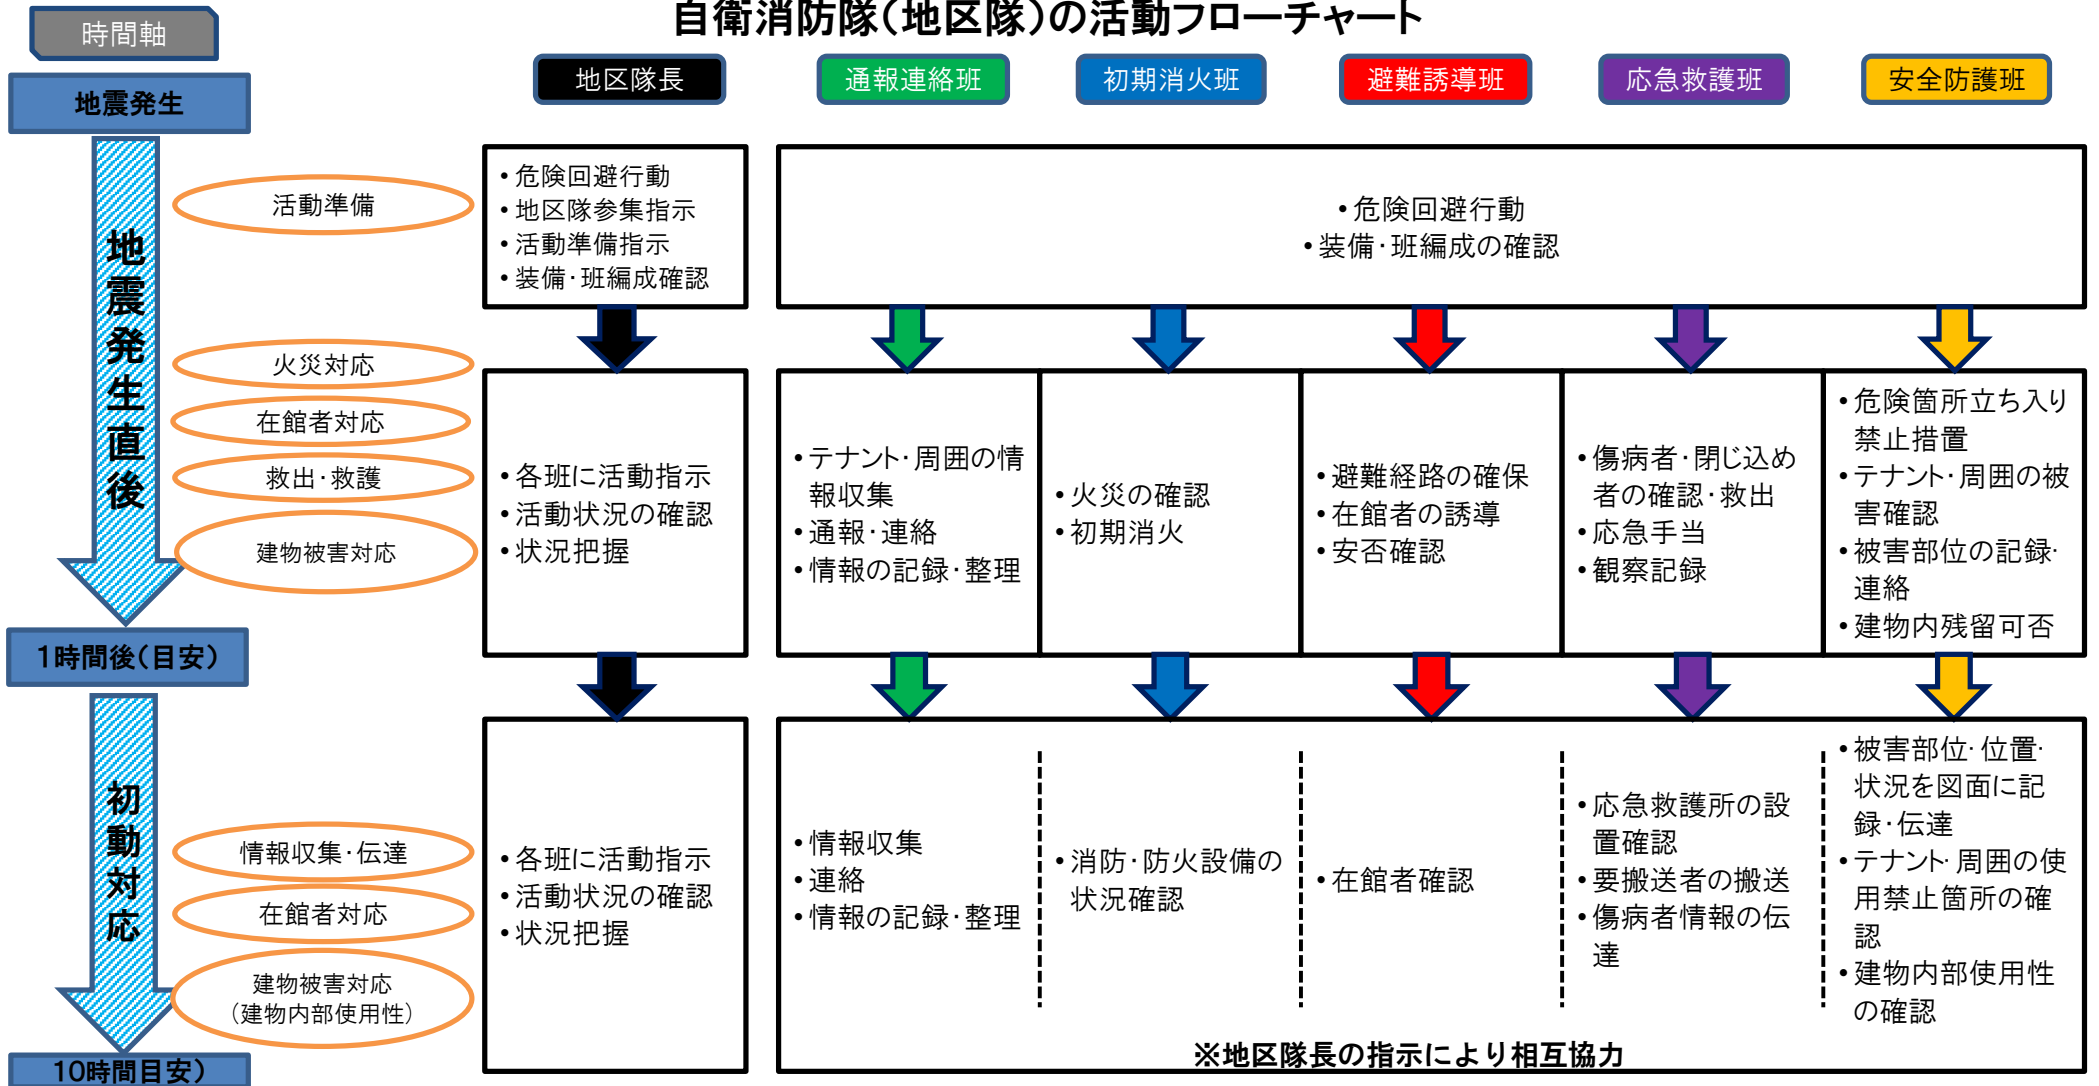 自衛消防隊(地区隊)の活動フローチャート
時間軸
地区隊長
通報連絡班
初期消火班
避難誘導班
応急救護班
安全防護班
地震発生
地震発生直後
活動準備
・危険回避行動
・地区隊参集指示
・活動準備指示
・装備・班編成確認
・危険回避行動
・装備・班編成の確認
火災対応
在館者対応
救出・救護
建物被害対応
・各班に活動指示
・活動状況の確認
・状況把握
・テナント・周囲の情
報収集
・通報・連絡
・情報の記録・整理
・火災の確認
・初期消火
・避難経路の確保
・在館者の誘導
・安否確認
・傷病者・閉じ込め
者の確認・救出
・応急手当
・観察記録
・危険箇所立ち入り
禁止措置
・テナント・周囲の被
害確認
・被害部位の記録・
連絡
・建物内残留可否
1時間後(目安)
初動対応
情報収集・伝達
在館者対応
建物被害対応
(建物内部使用性)
・各班に活動指示
・活動状況の確認
・状況把握
・情報収集
・連絡
・情報の記録・整理
・消防・防火設備の
状況確認
・在館者確認
・応急救護所の設
置確認
・要搬送者の搬送
・傷病者情報の伝
達
・被害部位・位置・
状況を図面に記
録・伝達
・テナント・周囲の使
用禁止箇所の確
認
・建物内部使用性
の確認
※地区隊長の指示により相互協力
10時間目安)